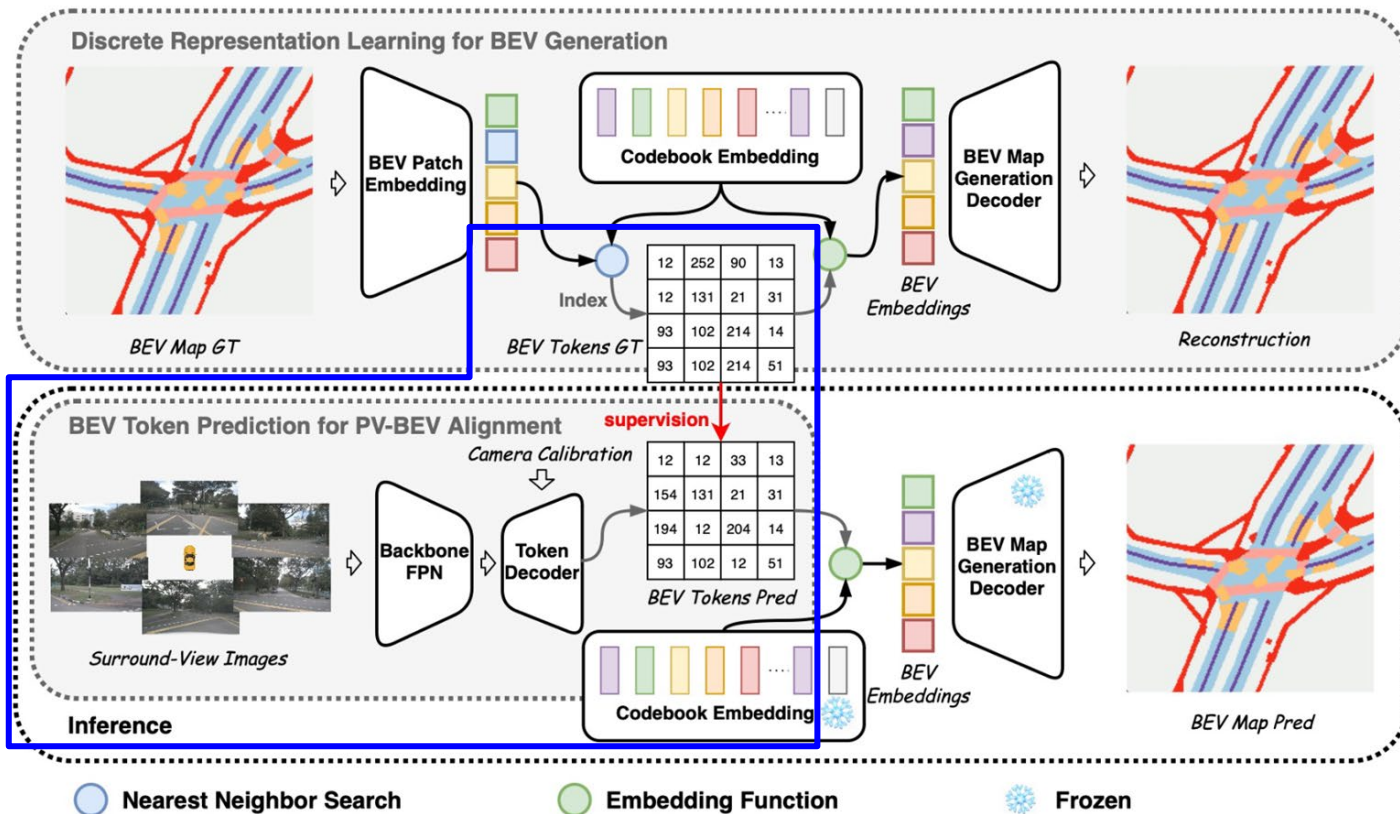 Discrete Representation Learning for BEV Generation
BEV Patch
Embedding
Codebook Embedding
BEV Map
Generation
Decoder
BEV Map GT
Index
BEV Tokens GT
12 252 90 13
12 131 21 31
93 102 214 14
93 102 214 51
BEV
Embeddings
Reconstruction
supervision
BEV Token Prediction for PV-BEV Alignment
Camera Calibration
Surround-View Images
Backbone
FPN
Token
Decoder
12 12 33 13
154 131 21 31
194 12 204 14
93 102 12 51
BEV Tokens Pred
Codebook Embedding
BEV
Embeddings
BEV Map
Generation
Decoder
BEV Map Pred
Inference
Nearest Neighbor Search
Embedding Function
Frozen